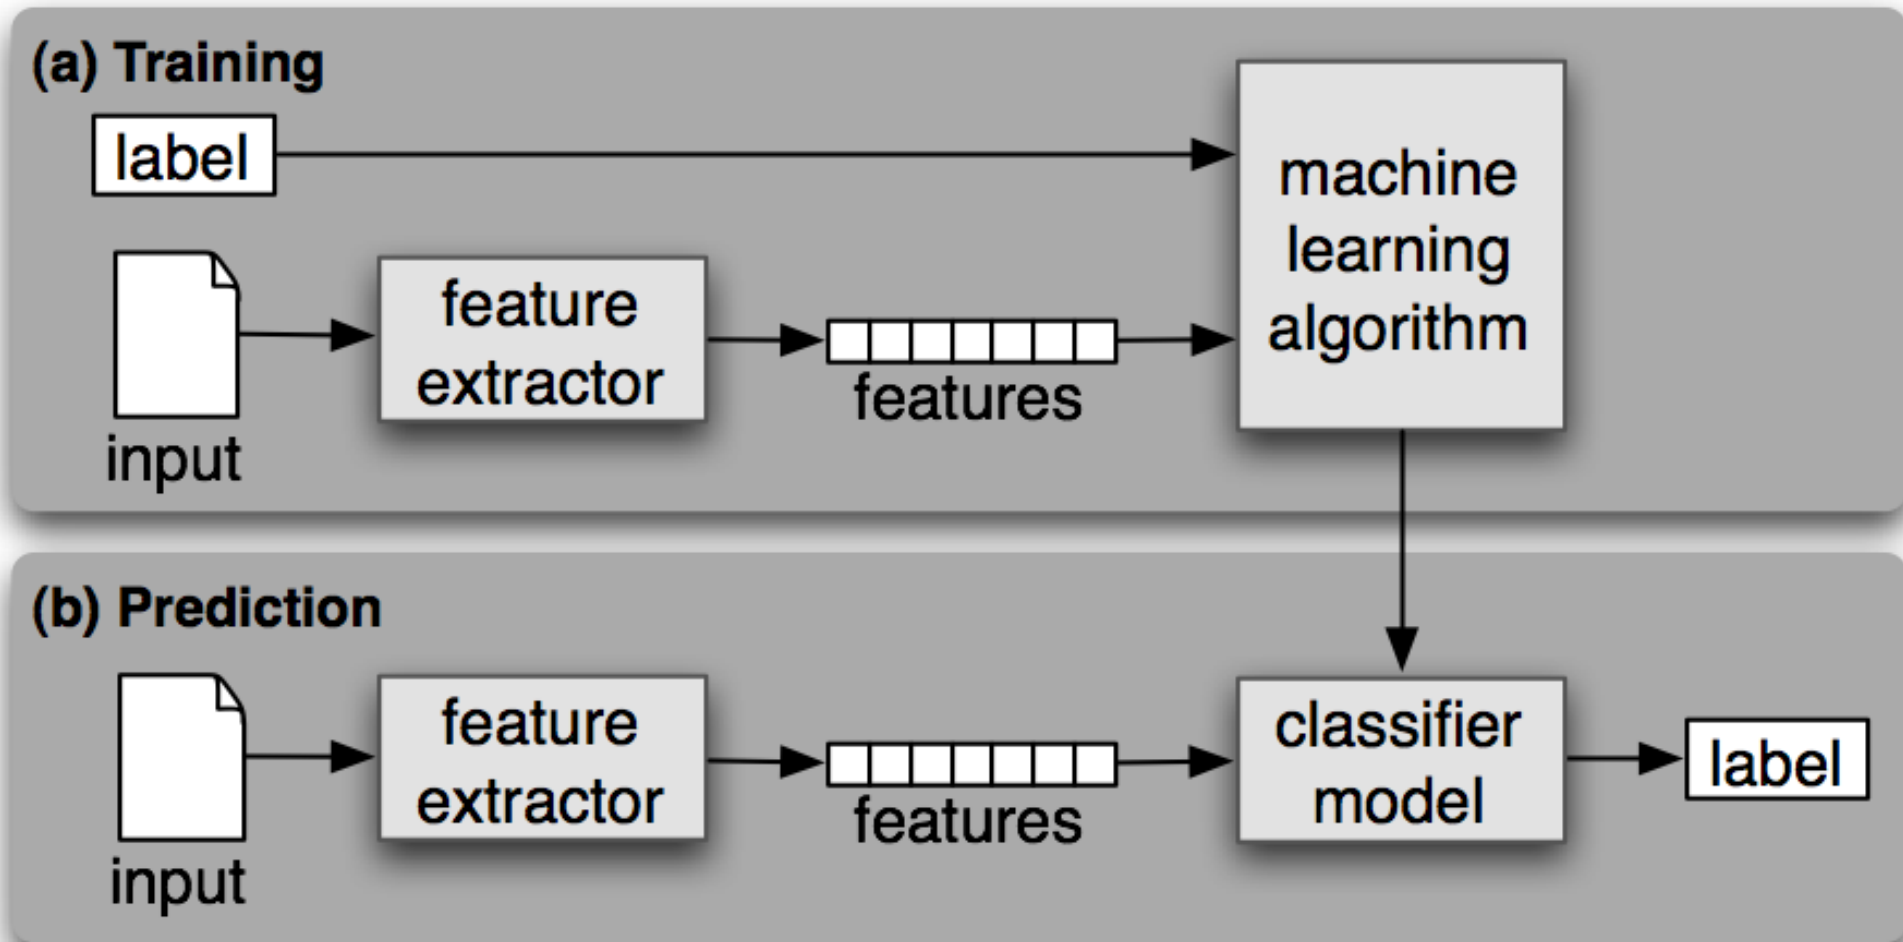 (a) Training
label
machine
learning
algorithm
feature
extractor
features
input
(b) Prediction
feature
extractor
features
classifier
model
label
input